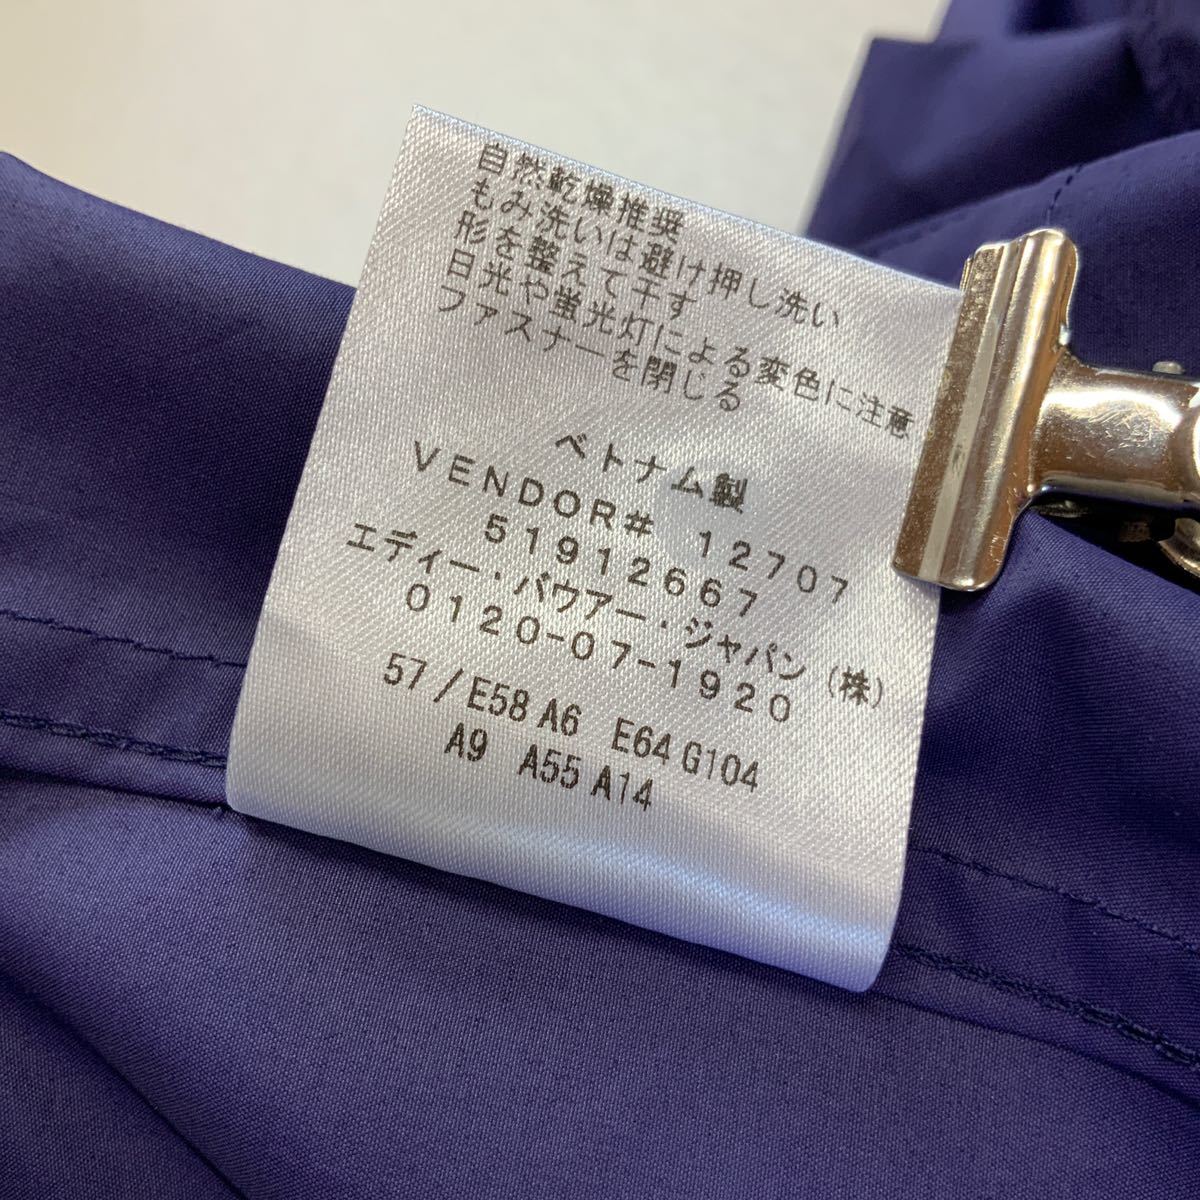 自然乾燥推奨
もみ洗いは避け押し洗い
形を整えて干す
日光や蛍光灯による変色に注意
ファスナーを閉じる
ベトナム製
VENDOR# 12707
51912667
エディー・バウアー・ジャパン(株)
0120-07-1920
57/E58 A6 E64 G104
A9 A55 A14